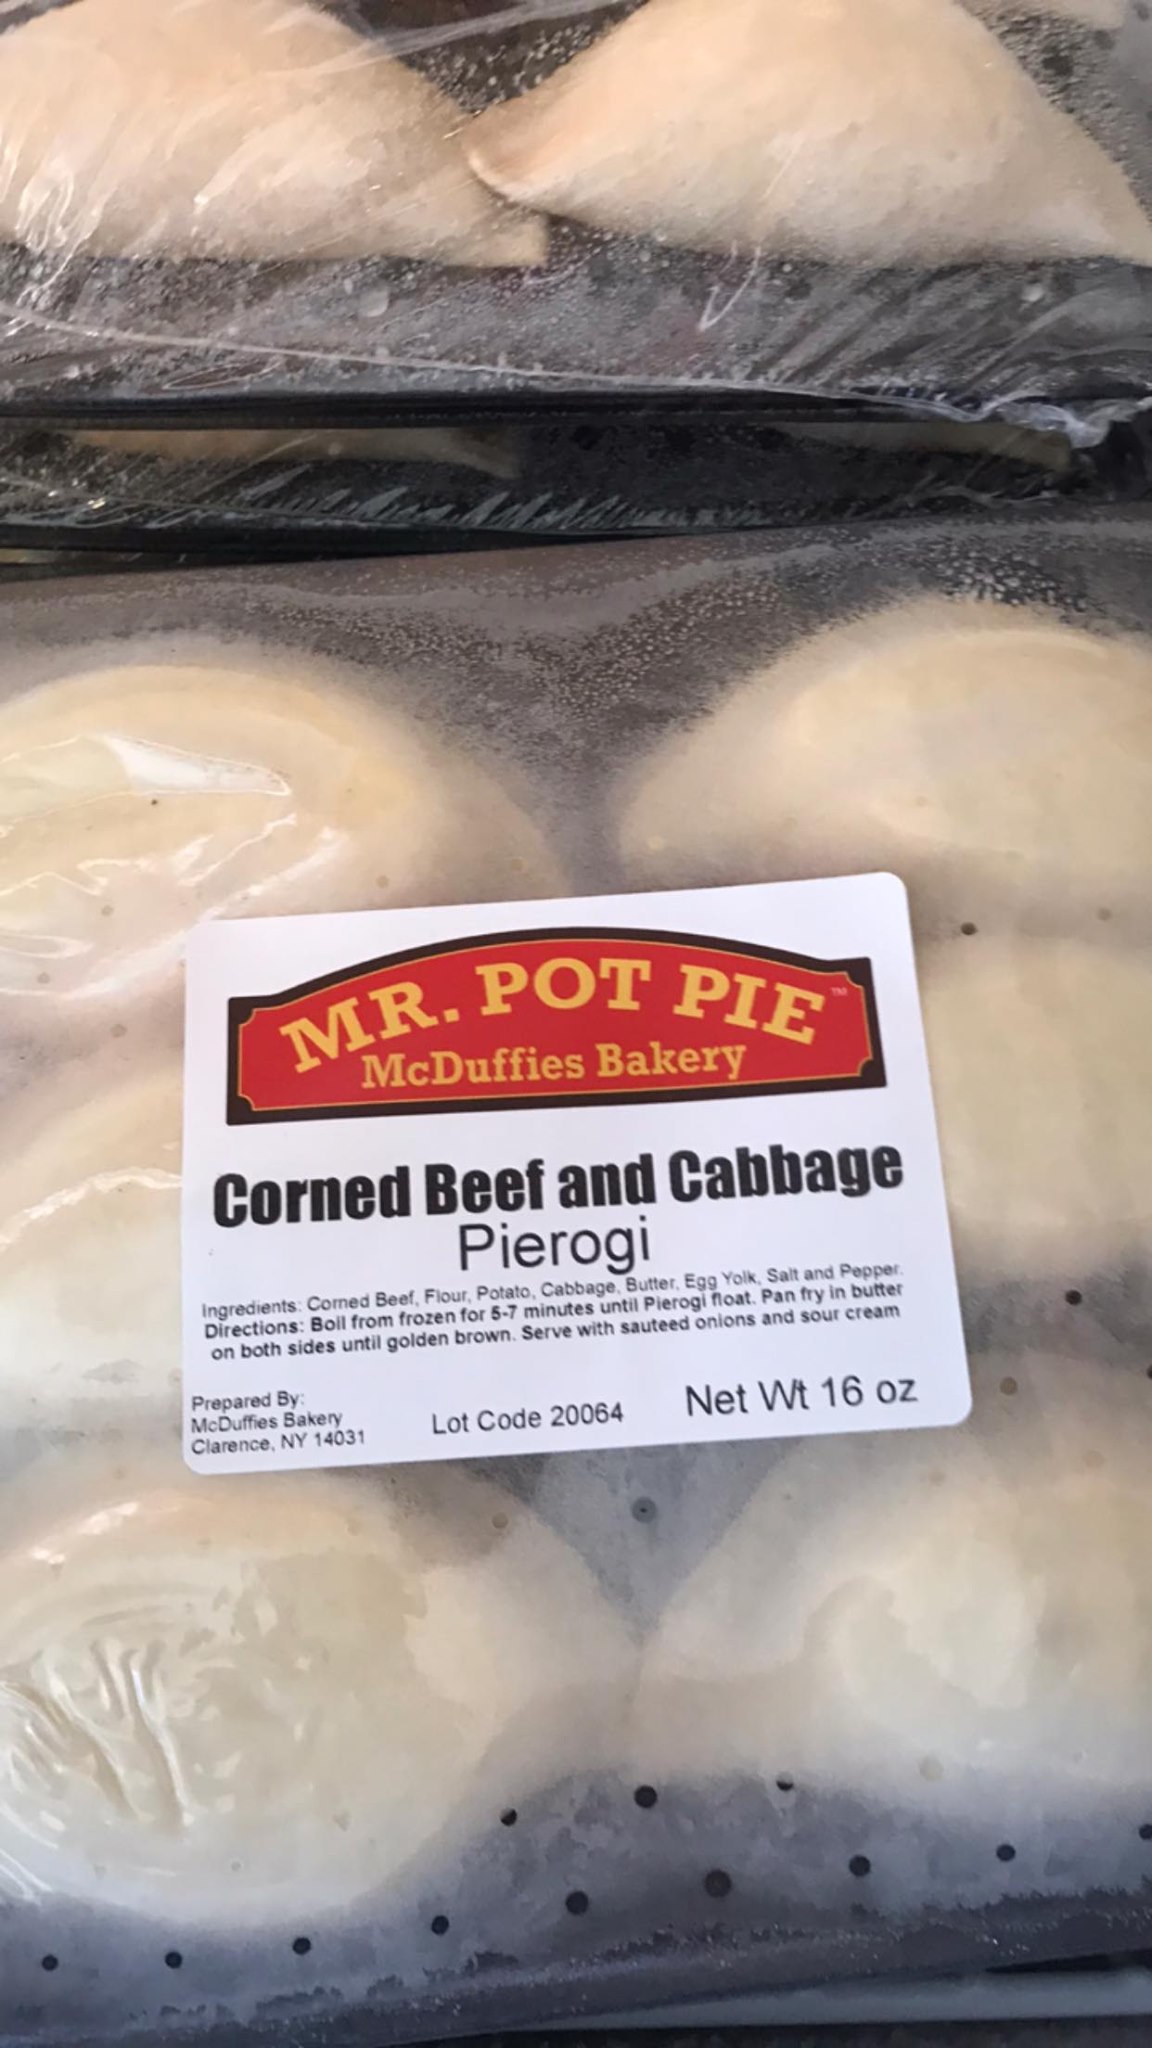 MR. POT PIE™
McDuffies Bakery
Corned Beef and Cabbage
Pierogi
Ingredients: Corned Beef, Flour, Potato, Cabbage, Butter, Egg Yolk, Salt and Pepper.
Directions: Boil from frozen for 5-7 minutes until Pierogi float. Pan fry in butter
on both sides until golden brown. Serve with sauteed onions and sour cream
Prepared By:
McDuffies Bakery
Clarence, NY 14031
Lot Code 20064
Net Wt 16 oz